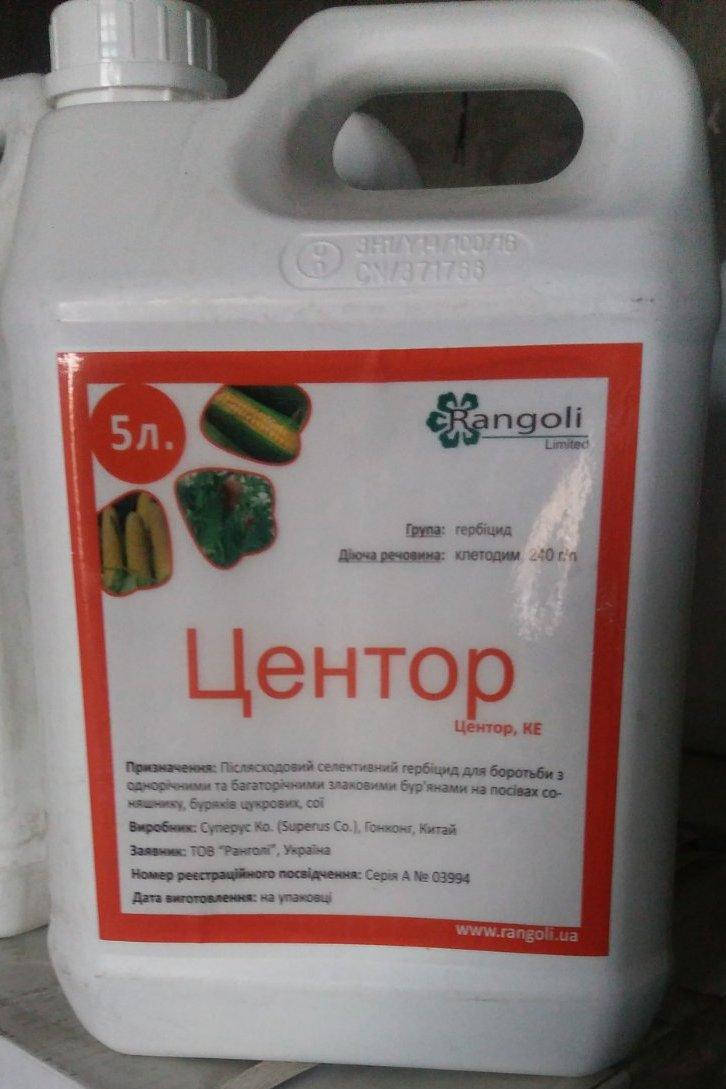 3H1/Y1.4/100/16
CN/371766
5л.
Rangoli
Limited
Група: гербіцид
Діюча речовина: клетодим 240 г/л
Центор
Центор, КЕ
Призначення: Післясходовий селективний гербіцид для боротьби з
однорічними та багаторічними злаковими бур'янами на посівах со-
няшнику, буряків цукрових, сої
Виробник: Суперус Ко. (Superus Co.), Гонконг, Китай
Заявник: ТОВ "Ранголі", Україна
Номер реєстраційного посвідчення: Серія А № 03994
Дата виготовлення: на упаковці
www.rangoli.ua